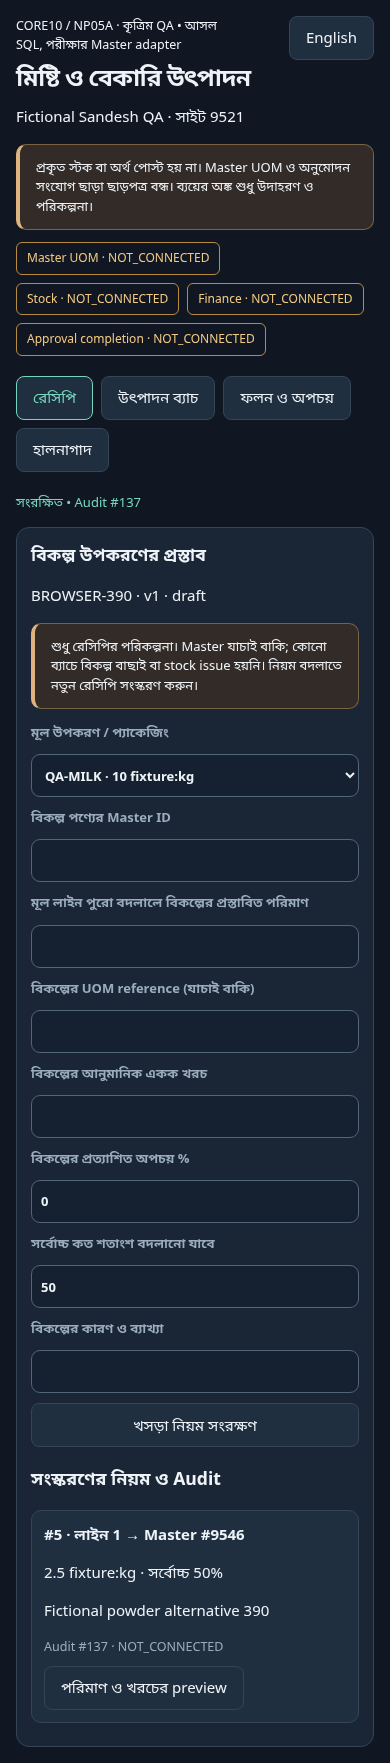 CORE10 / NP05A · কৃত্রিম QA • আসল
SQL, পরীক্ষার Master adapter
English
মিষ্টি ও বেকারি উৎপাদন
Fictional Sandesh QA · সাইট 9521
প্রকৃত স্টক বা অর্থ পোস্ট হয় না। Master UOM ও অনুমোদন
সংযোগ ছাড়া ছাড়পত্র বন্ধ। ব্যয়ের অঙ্ক শুধু উদাহরণ ও
পরিকল্পনা।
Master UOM · NOT_CONNECTED
Stock · NOT_CONNECTED
Finance · NOT_CONNECTED
Approval completion · NOT_CONNECTED
রেসিপি
উৎপাদন ব্যাচ
ফলন ও অপচয়
হালনাগাদ
সংরক্ষিত • Audit #137
বিকল্প উপকরণের প্রস্তাব
BROWSER-390 · v1 · draft
শুধু রেসিপির পরিকল্পনা। Master যাচাই বাকি; কোনো
ব্যাচে বিকল্প বাছাই বা stock issue হয়নি। নিয়ম বদলাতে
নতুন রেসিপি সংস্করণ করুন।
মূল উপকরণ / প্যাকেজিং
QA-MILK · 10 fixture:kg
বিকল্প পণ্যের Master ID
মূল লাইন পুরো বদলালে বিকল্পের প্রস্তাবিত পরিমাণ
বিকল্পের UOM reference (যাচাই বাকি)
বিকল্পের আনুমানিক একক খরচ
বিকল্পের প্রত্যাশিত অপচয় %
0
সর্বোচ্চ কত শতাংশ বদলানো যাবে
50
বিকল্পের কারণ ও ব্যাখ্যা
খসড়া নিয়ম সংরক্ষণ
সংস্করণের নিয়ম ও Audit
#5 · লাইন 1 → Master #9546
2.5 fixture:kg · সর্বোচ্চ 50%
Fictional powder alternative 390
Audit #137 · NOT_CONNECTED
পরিমাণ ও খরচের preview